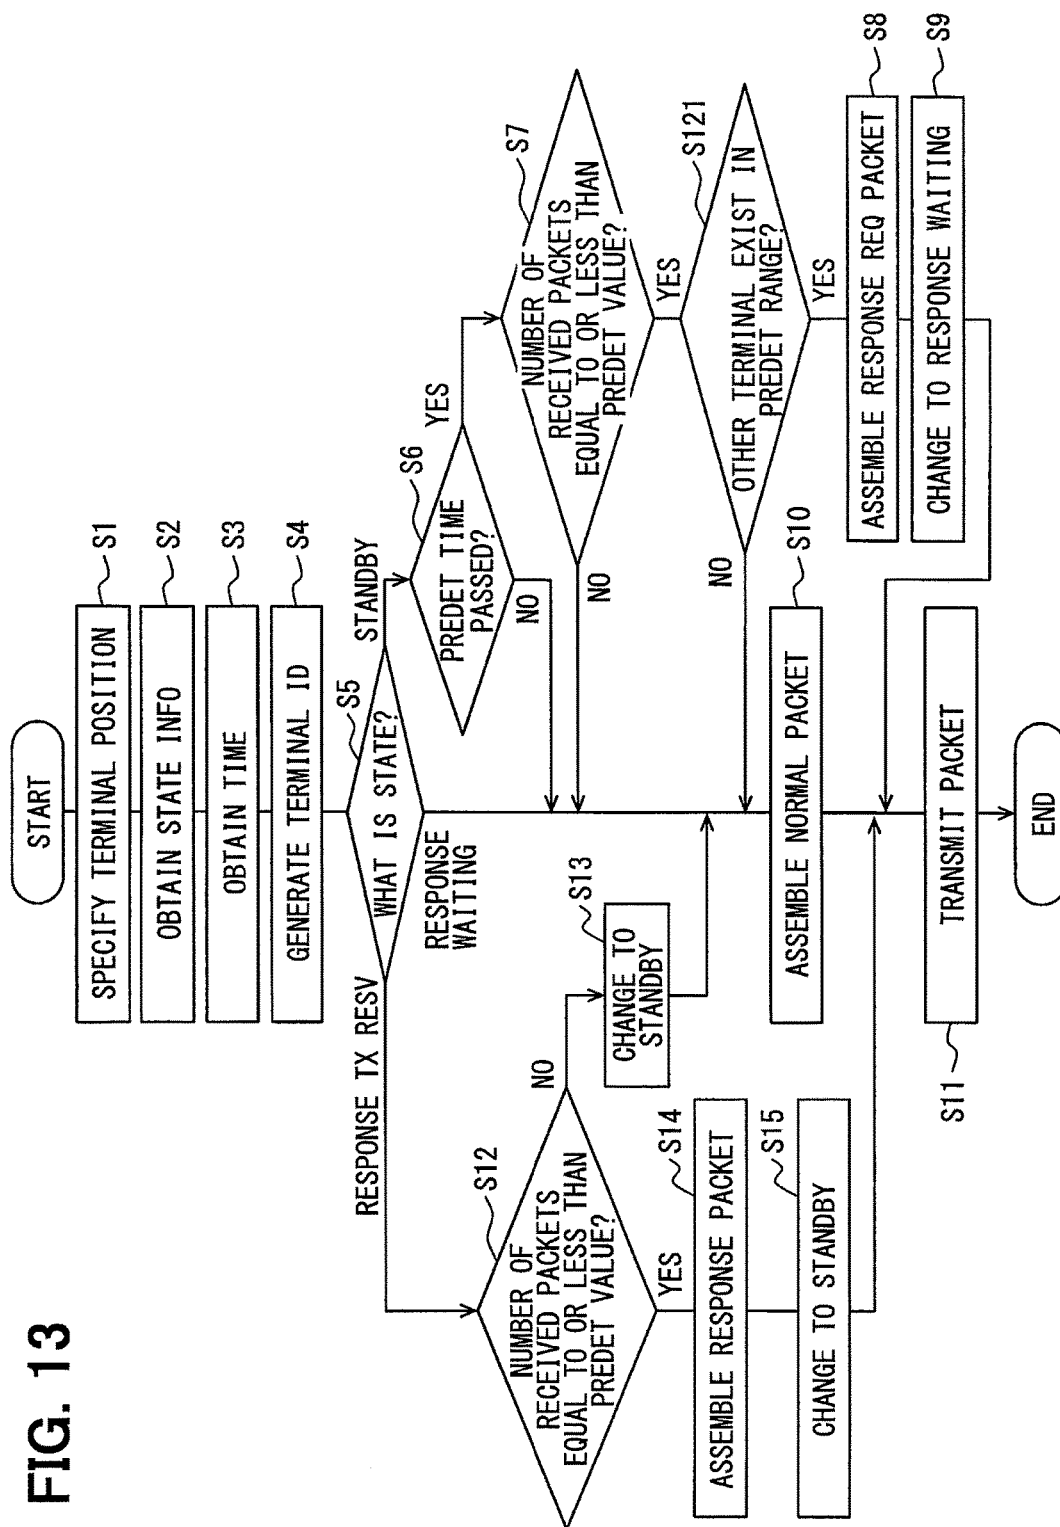 FIG. 13
START
SPECIFY TERMINAL POSITION
S1
OBTAIN STATE INFO
S2
OBTAIN TIME
S3
GENERATE TERMINAL ID
S4
WHAT IS STATE?
S5
RESPONSE TX RESV
RESPONSE
WAITING
STANDBY
PREDET TIME
PASSED?
S6
YES
NO
NUMBER OF
RECEIVED PACKETS
EQUAL TO OR LESS THAN
PREDET VALUE?
S7
NO
YES
OTHER TERMINAL EXIST IN
PREDET RANGE?
S121
NO
YES
ASSEMBLE RESPONSE REQ PACKET
S8
CHANGE TO RESPONSE WAITING
S9
NUMBER OF
RECEIVED PACKETS
EQUAL TO OR LESS THAN
PREDET VALUE?
S12
NO
YES
CHANGE TO
STANDBY
S13
ASSEMBLE RESPONSE PACKET
S14
CHANGE TO STANDBY
S15
ASSEMBLE NORMAL PACKET
S10
TRANSMIT PACKET
S11
END